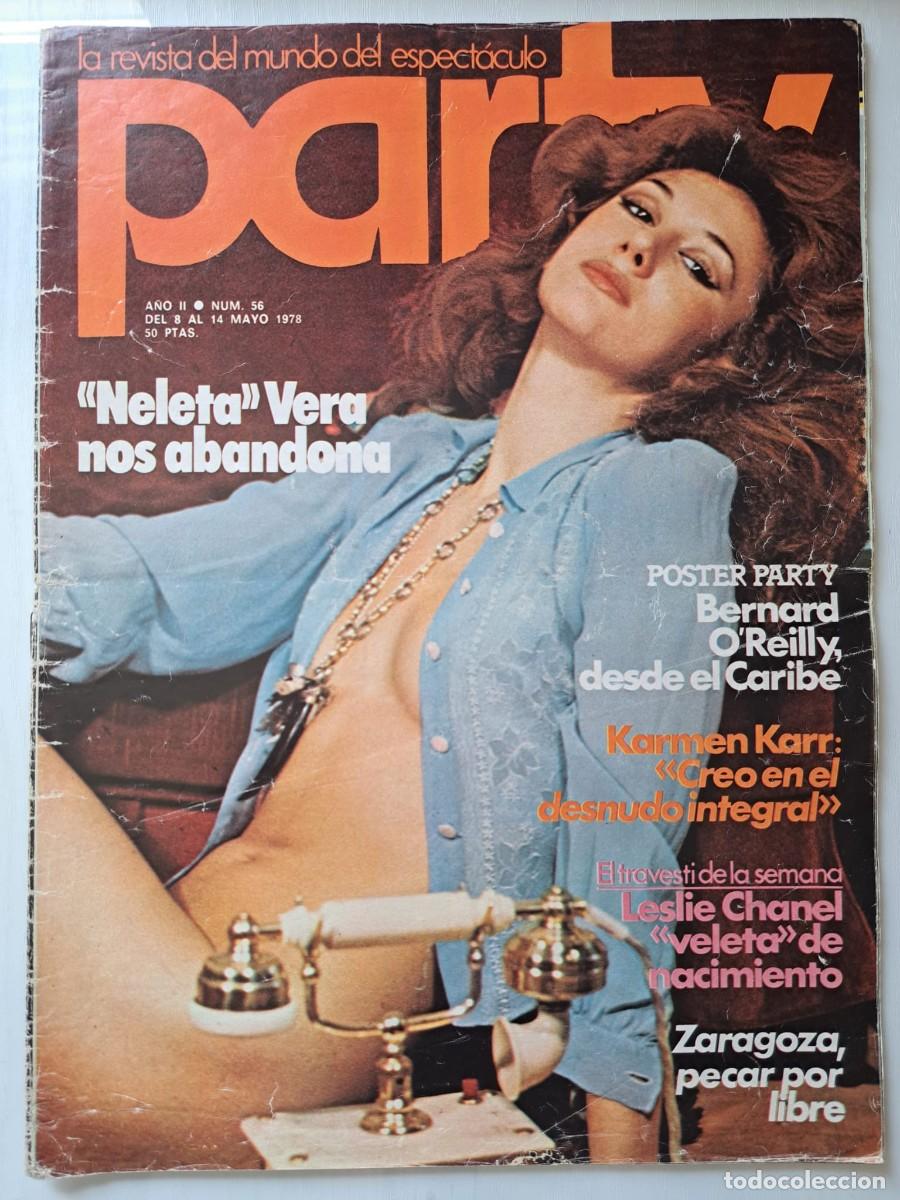 la revista del mundo del espectáculo
party
AÑO II ● NUM. 56
DEL 8 AL 14 MAYO 1978
50 PTAS.
«Neleta» Vera
nos abandona
POSTER PARTY
Bernard
O'Reilly,
desde el Caribe
Karmen Karr:
«Creo en el
desnudo integral»
El travesti de la semana
Leslie Chanel
«veleta» de
nacimiento
Zaragoza,
pecar por
libre
todocoleccion